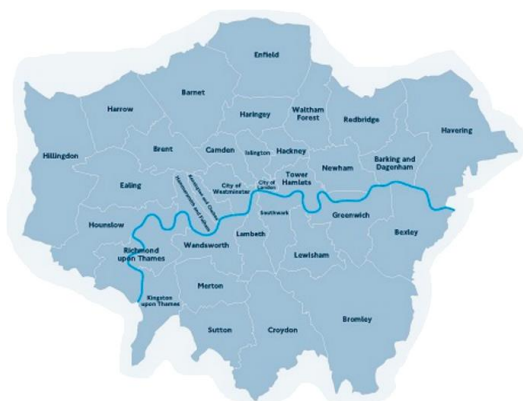 Enfield
Barnet
Harrow
Haringey
Waltham
Forest
Redbridge
Havering
Hillingdon
Brent
Camden
Islington
Hackney
Newham
Barking and
Dagenham
Ealing
Kensington and Chelsea
Hammersmith and Fulham
City of
Westminster
City of
London
Tower
Hamlets
Hounslow
Southwark
Greenwich
Bexley
Richmond
upon Thames
Wandsworth
Lambeth
Lewisham
Merton
Kingston
upon Thames
Sutton
Croydon
Bromley